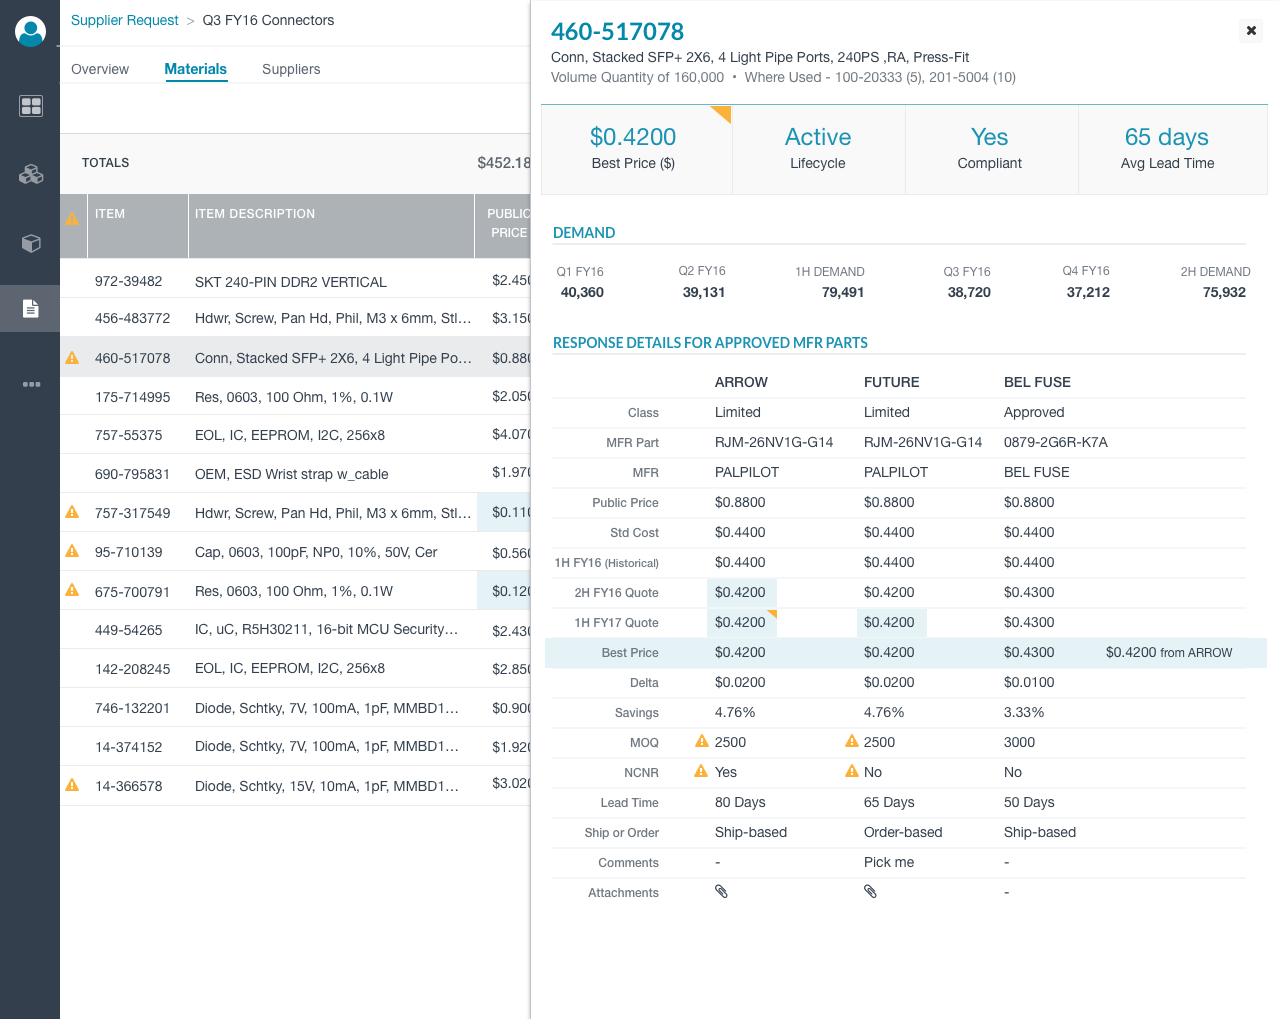 Supplier Request > Q3 FY16 Connectors
Overview Materials Suppliers
TOTALS $452.18
ITEM ITEM DESCRIPTION PUBLIC
PRICE
972-39482 SKT 240-PIN DDR2 VERTICAL $2.450
456-483772 Hdwr, Screw, Pan Hd, Phil, M3 x 6mm, Stl… $3.150
460-517078 Conn, Stacked SFP+ 2X6, 4 Light Pipe Po… $0.880
175-714995 Res, 0603, 100 Ohm, 1%, 0.1W $2.050
757-55375 EOL, IC, EEPROM, I2C, 256x8 $4.070
690-795831 OEM, ESD Wrist strap w_cable $1.970
757-317549 Hdwr, Screw, Pan Hd, Phil, M3 x 6mm, Stl… $0.110
95-710139 Cap, 0603, 100pF, NP0, 10%, 50V, Cer $0.560
675-700791 Res, 0603, 100 Ohm, 1%, 0.1W $0.120
449-54265 IC, uC, R5H30211, 16-bit MCU Security… $2.430
142-208245 EOL, IC, EEPROM, I2C, 256x8 $2.850
746-132201 Diode, Schtky, 7V, 100mA, 1pF, MMBD1… $0.900
14-374152 Diode, Schtky, 7V, 100mA, 1pF, MMBD1… $1.920
14-366578 Diode, Schtky, 15V, 10mA, 1pF, MMBD1… $3.020
460-517078
Conn, Stacked SFP+ 2X6, 4 Light Pipe Ports, 240PS ,RA, Press-Fit
Volume Quantity of 160,000 • Where Used - 100-20333 (5), 201-5004 (10)
$0.4200 Active Yes 65 days
Best Price ($) Lifecycle Compliant Avg Lead Time
DEMAND
Q1 FY16 Q2 FY16 1H DEMAND Q3 FY16 Q4 FY16 2H DEMAND
40,360 39,131 79,491 38,720 37,212 75,932
RESPONSE DETAILS FOR APPROVED MFR PARTS
ARROW FUTURE BEL FUSE
Class Limited Limited Approved
MFR Part RJM-26NV1G-G14 RJM-26NV1G-G14 0879-2G6R-K7A
MFR PALPILOT PALPILOT BEL FUSE
Public Price $0.8800 $0.8800 $0.8800
Std Cost $0.4400 $0.4400 $0.4400
1H FY16 (Historical) $0.4400 $0.4400 $0.4400
2H FY16 Quote $0.4200 $0.4200 $0.4300
1H FY17 Quote $0.4200 $0.4200 $0.4300
Best Price $0.4200 $0.4200 $0.4300 $0.4200 from ARROW
Delta $0.0200 $0.0200 $0.0100
Savings 4.76% 4.76% 3.33%
MOQ 2500 2500 3000
NCNR Yes No No
Lead Time 80 Days 65 Days 50 Days
Ship or Order Ship-based Order-based Ship-based
Comments - Pick me -
Attachments -